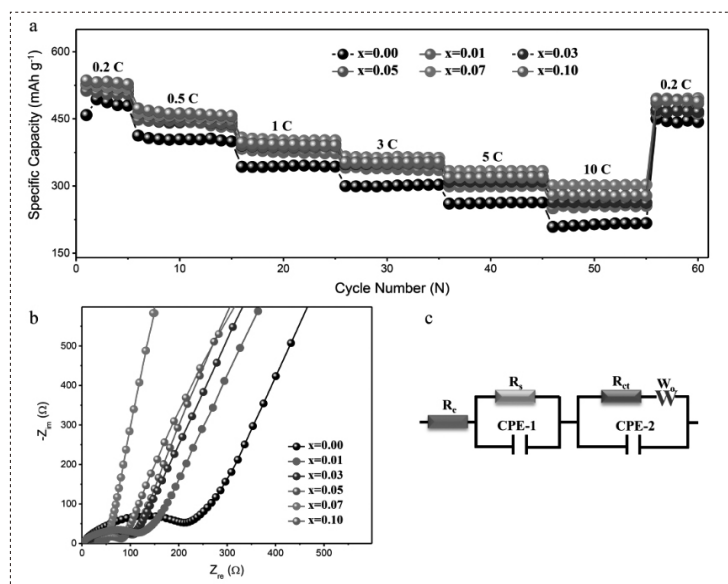 a
600
450
300
150
0.2 C
0.5 C
1 C
3 C
5 C
10 C
0.2 C
x=0.00
x=0.01
x=0.03
x=0.05
x=0.07
x=0.10
Specific Capacity (mAh g⁻¹)
0
10
20
30
40
50
60
Cycle Number (N)
b
600
500
400
300
200
100
0
-Zim (Ω)
x=0.00
x=0.01
x=0.03
x=0.05
x=0.07
x=0.10
0
100
200
300
400
500
Zre (Ω)
c
Re
Rs
CPE-1
Rct
Wo
CPE-2